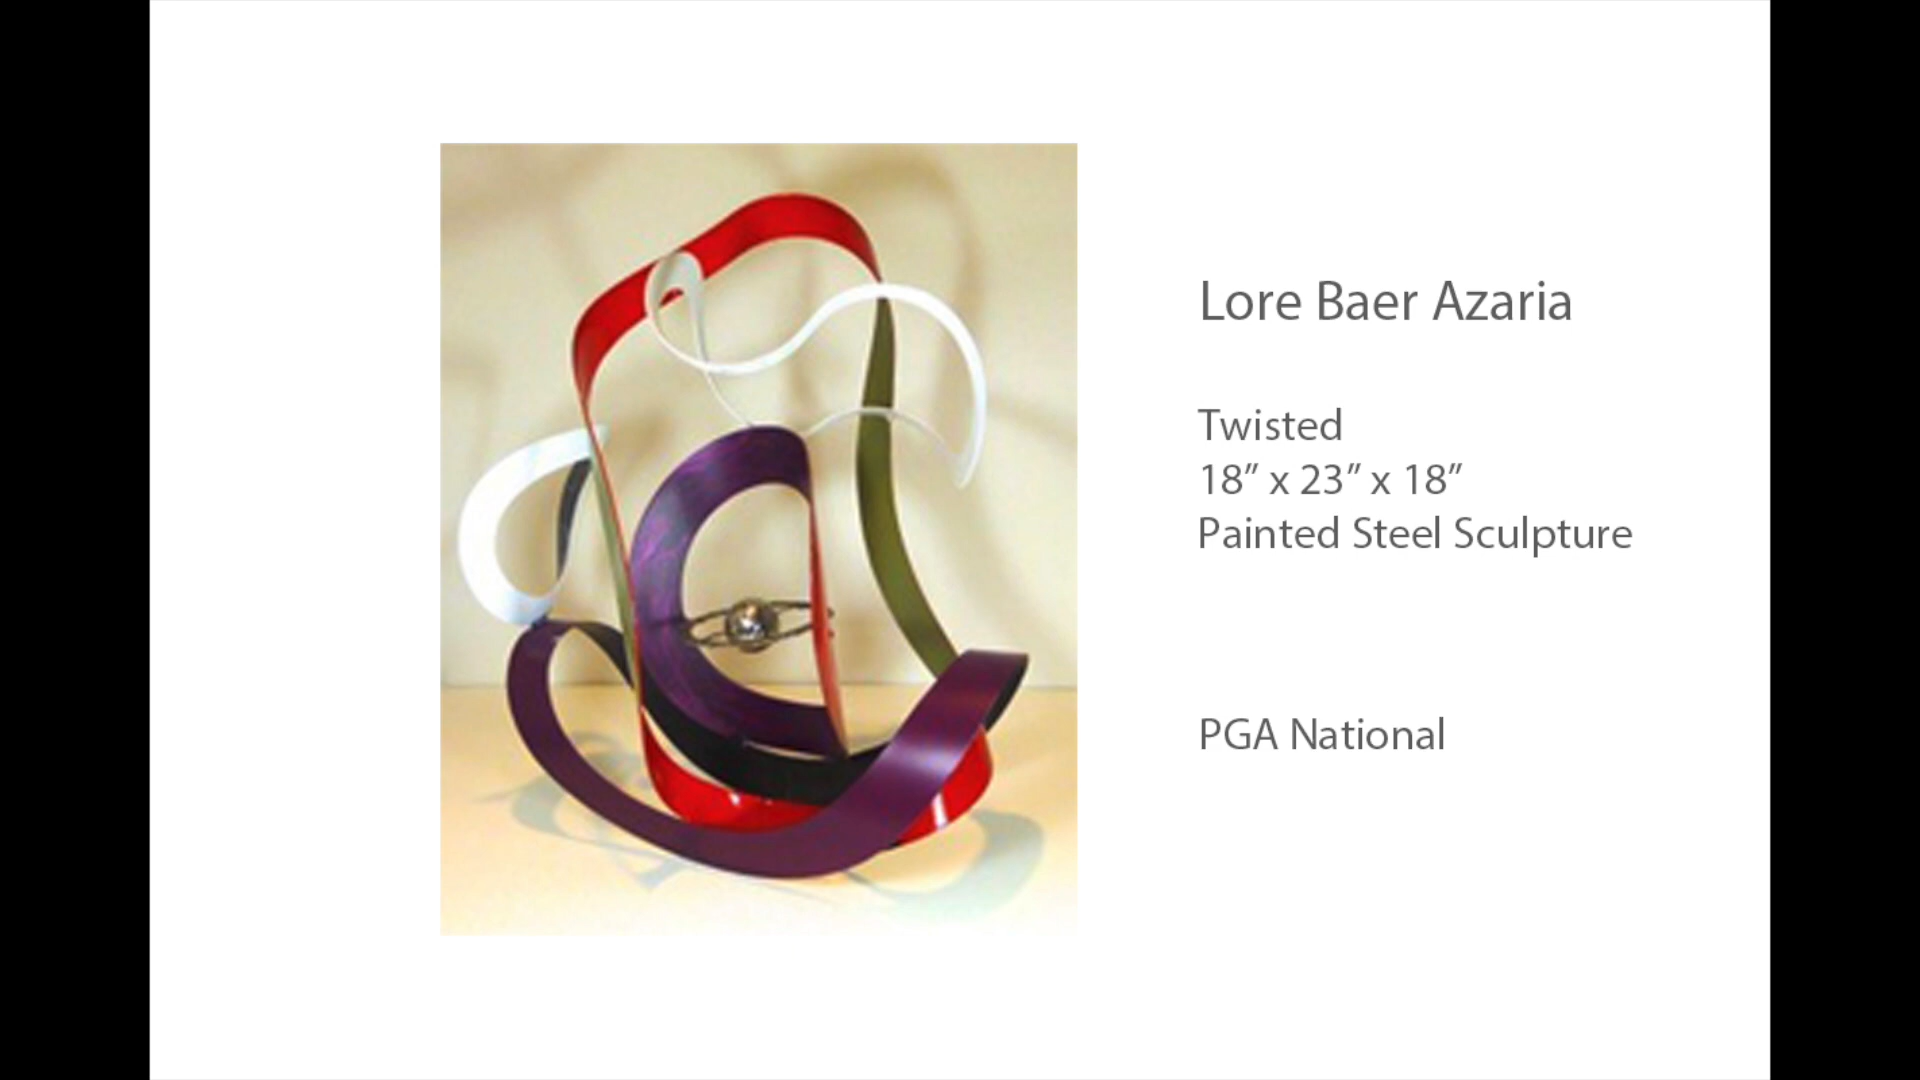 Lore Baer Azaria
Twisted
18” x 23” x 18”
Painted Steel Sculpture
PGA National